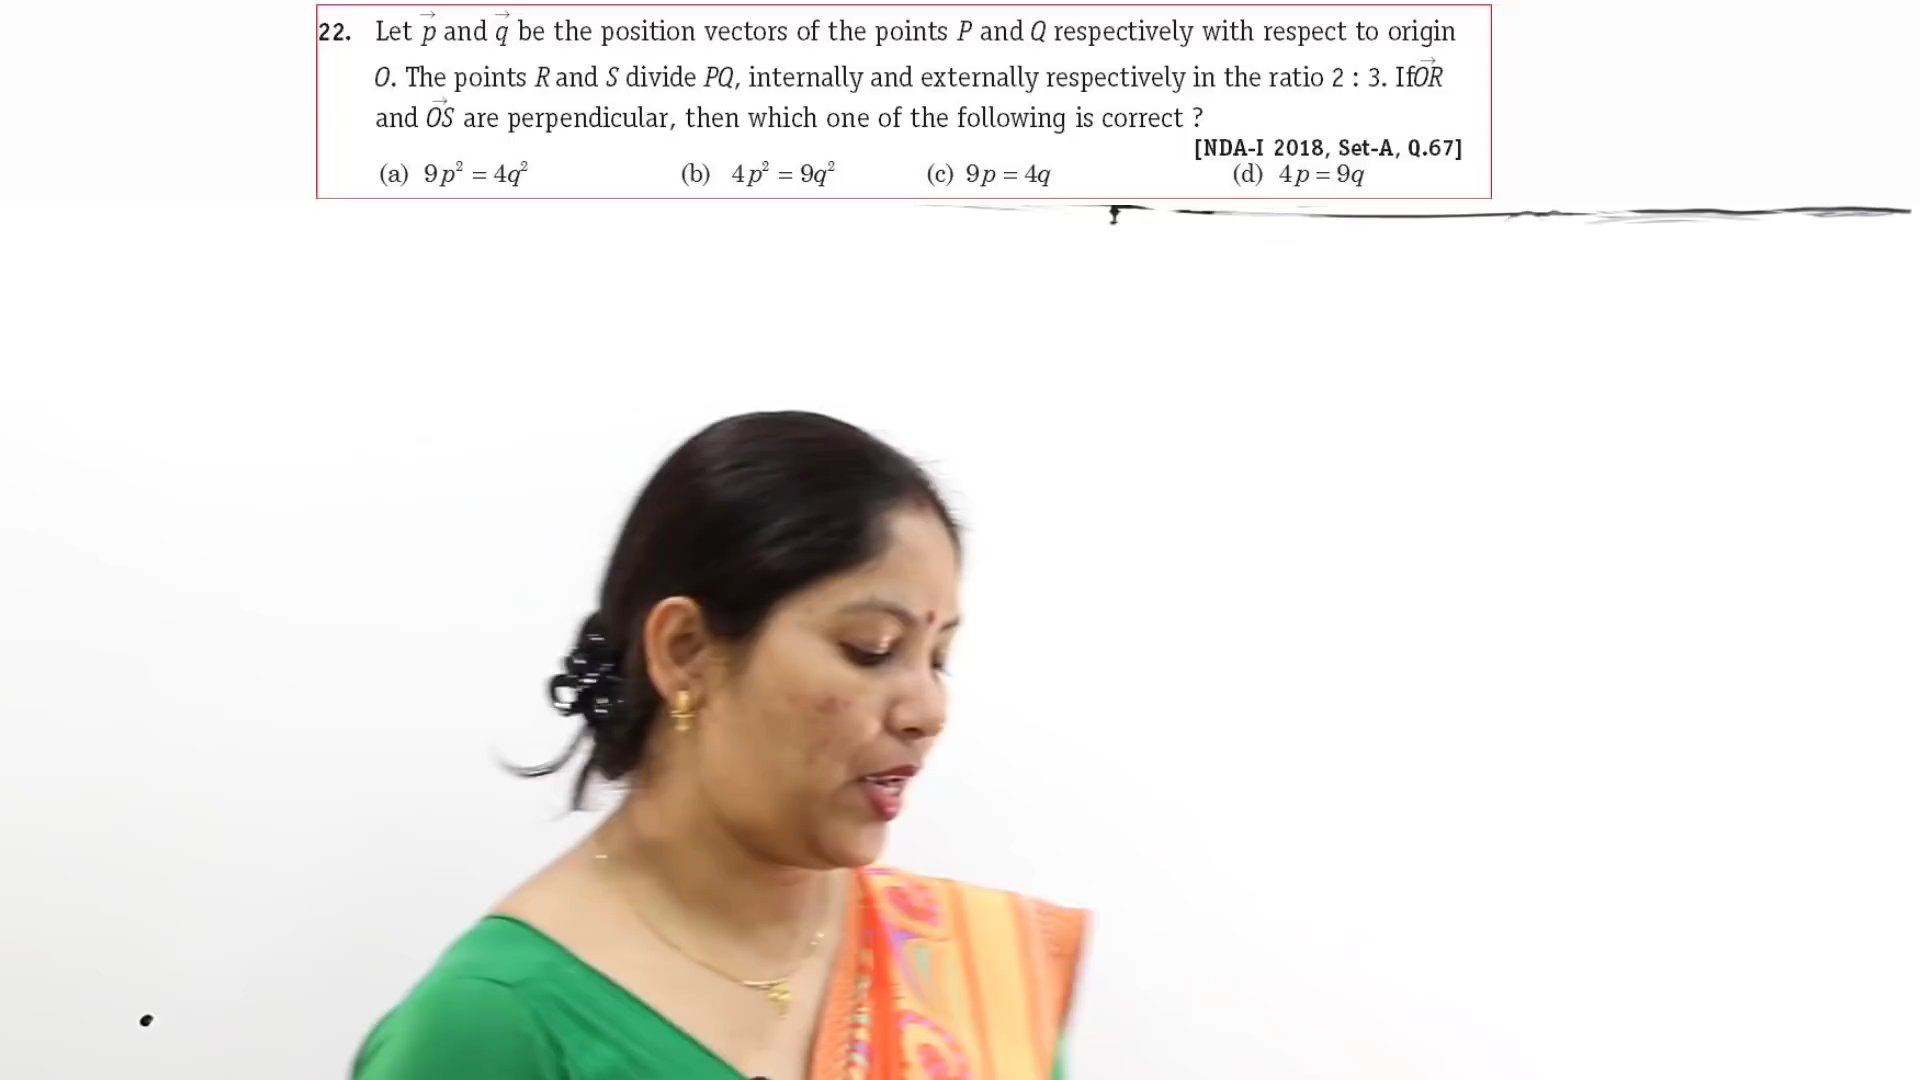 22. Let p⃗ and q⃗ be the position vectors of the points P and Q respectively with respect to origin
O. The points R and S divide PQ, internally and externally respectively in the ratio 2 : 3. If OR⃗
and OS⃗ are perpendicular, then which one of the following is correct ?
[NDA-I 2018, Set-A, Q.67]
(a) 9p² = 4q² (b) 4p² = 9q² (c) 9p = 4q (d) 4p = 9q